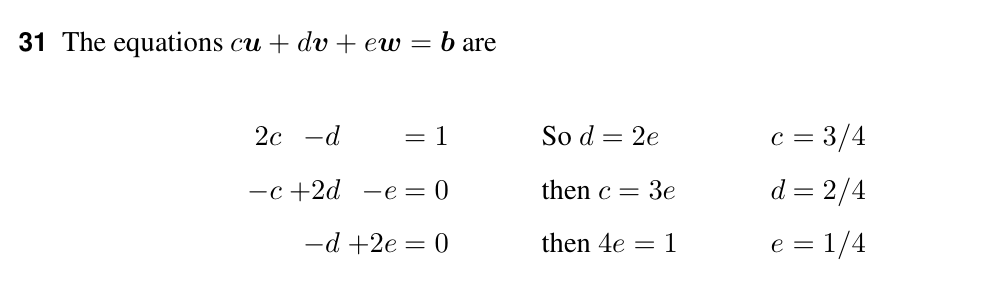 31 The equations cu + dv + ew = b are
2c −d = 1 So d = 2e c = 3/4
−c +2d −e = 0 then c = 3e d = 2/4
−d +2e = 0 then 4e = 1 e = 1/4